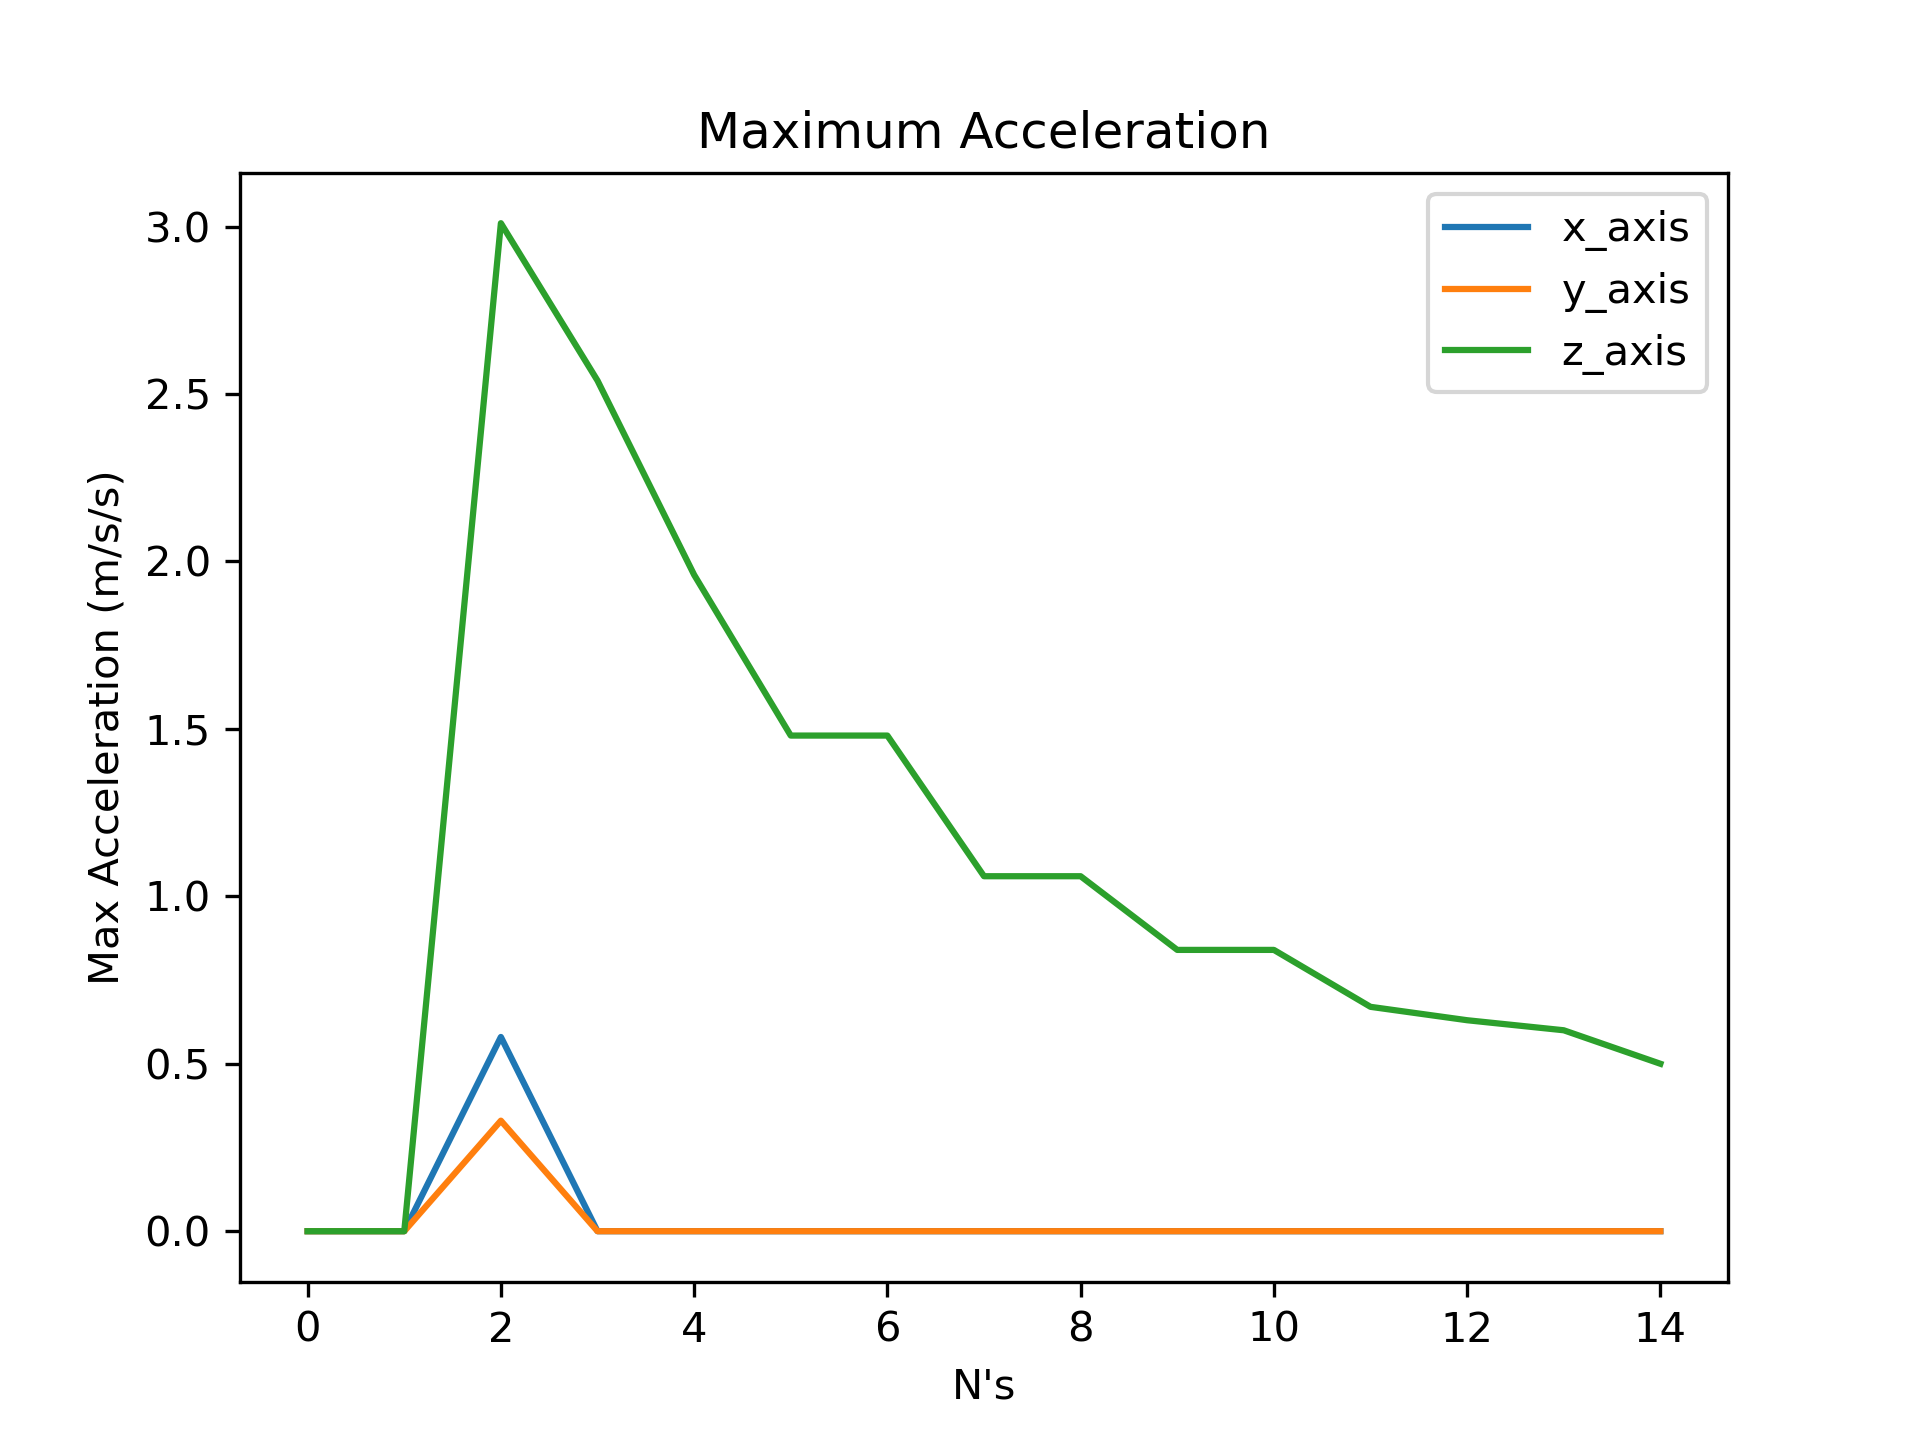 Maximum Acceleration
x_axis
y_axis
z_axis
Max Acceleration (m/s/s)
3.0
2.5
2.0
1.5
1.0
0.5
0.0
0 2 4 6 8 10 12 14
N's